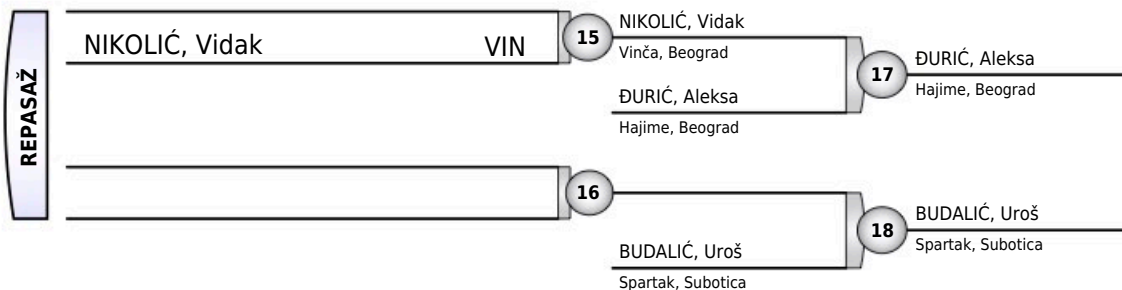 REPASAŽ
NIKOLIĆ, Vidak VIN
15
NIKOLIĆ, Vidak
Vinča, Beograd
ĐURIĆ, Aleksa
Hajime, Beograd
17
ĐURIĆ, Aleksa
Hajime, Beograd
16
BUDALIĆ, Uroš
Spartak, Subotica
18
BUDALIĆ, Uroš
Spartak, Subotica